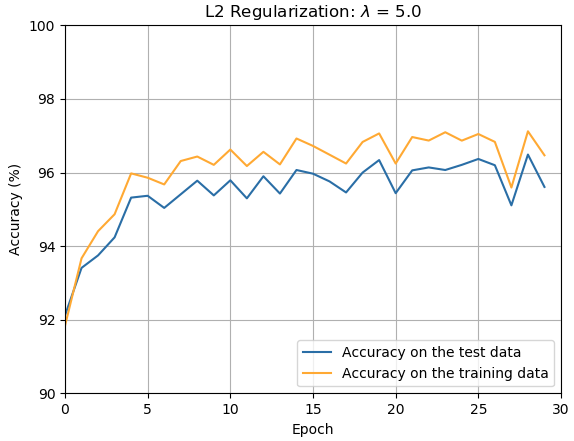 L2 Regularization: λ = 5.0
Accuracy (%)
100
98
96
94
92
90
0 5 10 15 20 25 30
Epoch
Accuracy on the test data
Accuracy on the training data